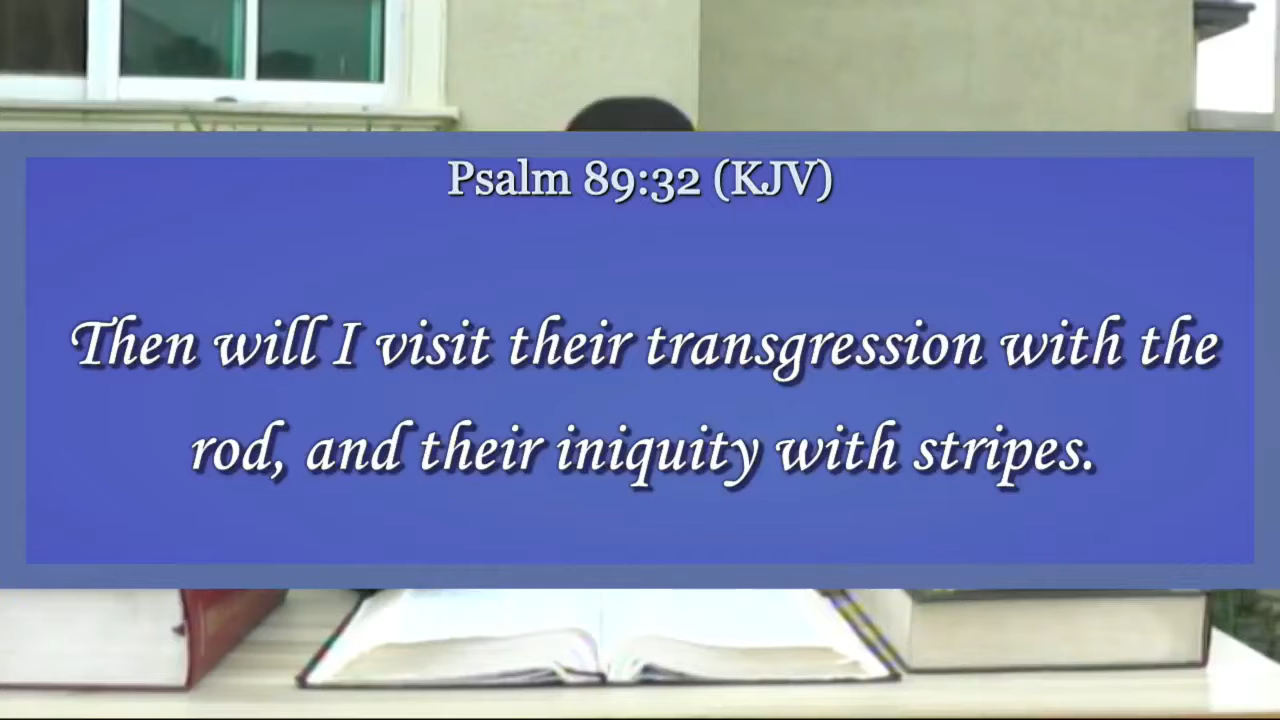 Psalm 89:32 (KJV)
Then will I visit their transgression with the
rod, and their iniquity with stripes.